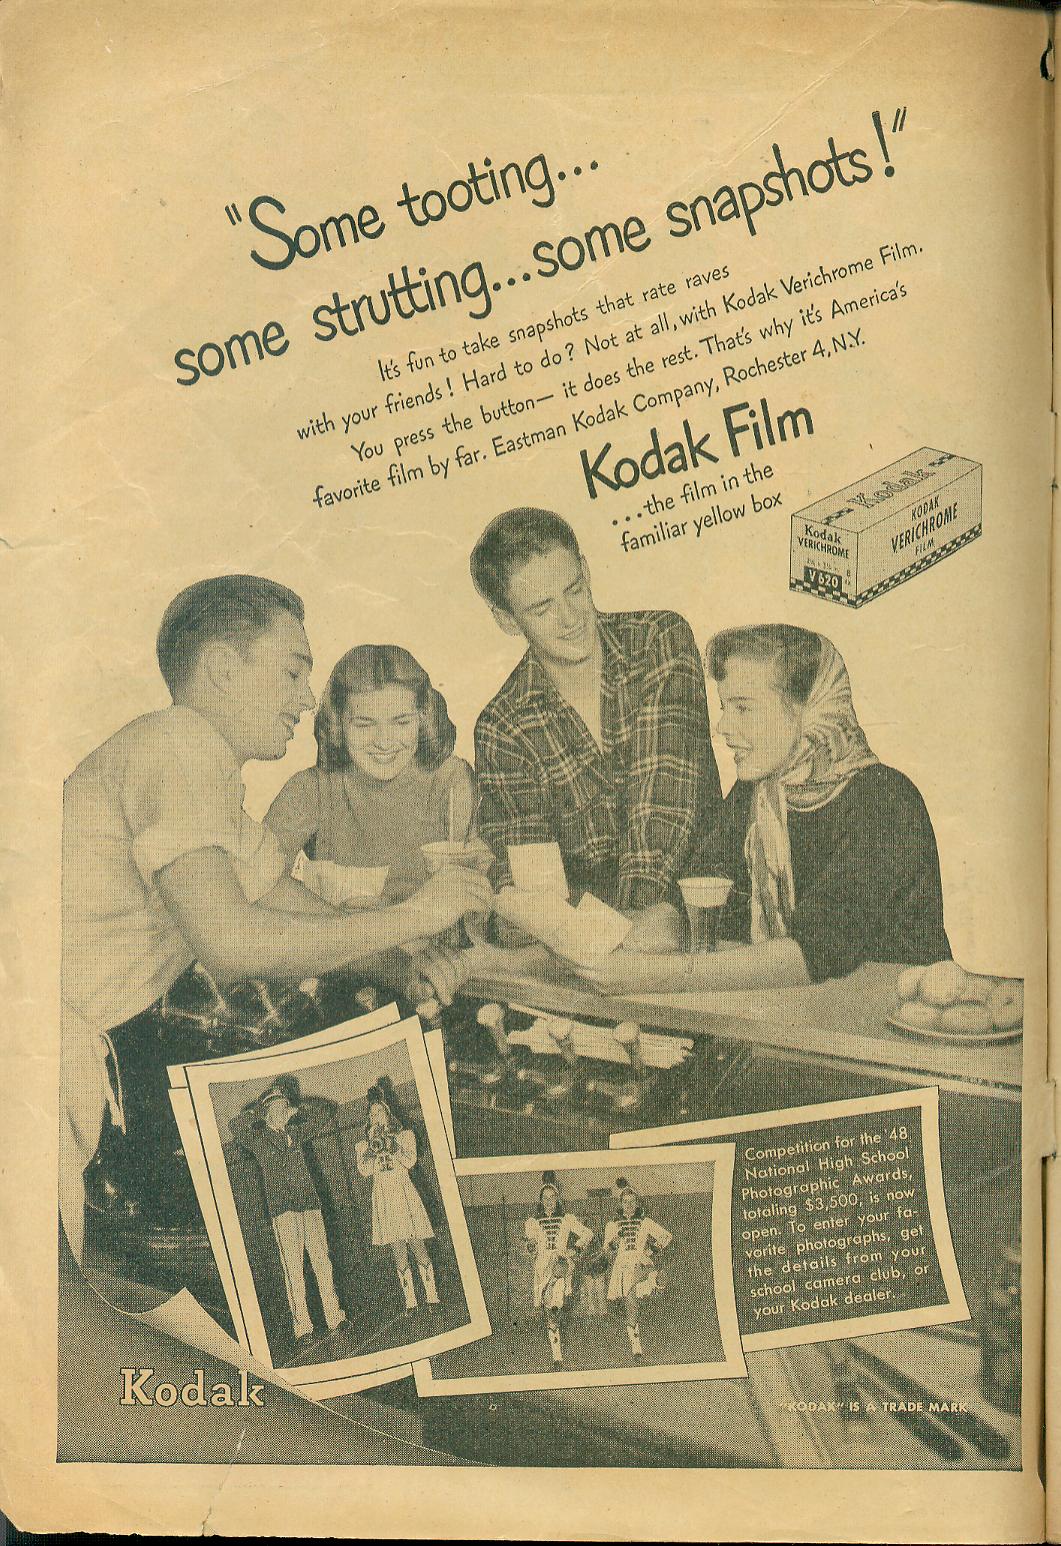 "Some tooting...
some strutting...some snapshots!"
It's fun to take snapshots that rate raves
with your friends! Hard to do? Not at all, with Kodak Verichrome Film.
You press the button— it does the rest. That's why it's America's
favorite film by far. Eastman Kodak Company, Rochester 4, N.Y.
Kodak Film
...the film in the
familiar yellow box
Kodak
Kodak
VERICHROME
V 620
KODAK
VERICHROME
FILM
Competition for the '48
National High School
Photographic Awards,
totaling $3,500, is now
open. To enter your fa-
vorite photographs, get
the details from your
school camera club, or
your Kodak dealer.
Kodak
"KODAK" IS A TRADE MARK